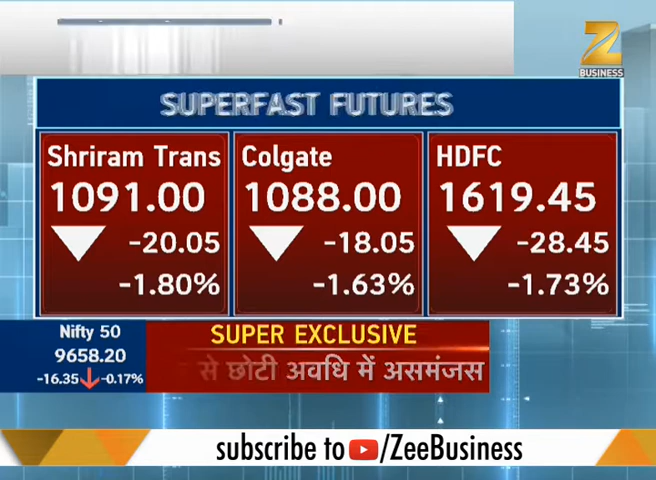 Z
BUSINESS
SUPERFAST FUTURES
Shriram Trans
1091.00
-20.05
-1.80%
Colgate
1088.00
-18.05
-1.63%
HDFC
1619.45
-28.45
-1.73%
Nifty 50
9658.20
-16.35 -0.17%
SUPER EXCLUSIVE
से छोटी अवधि में असमंजस
subscribe to /ZeeBusiness